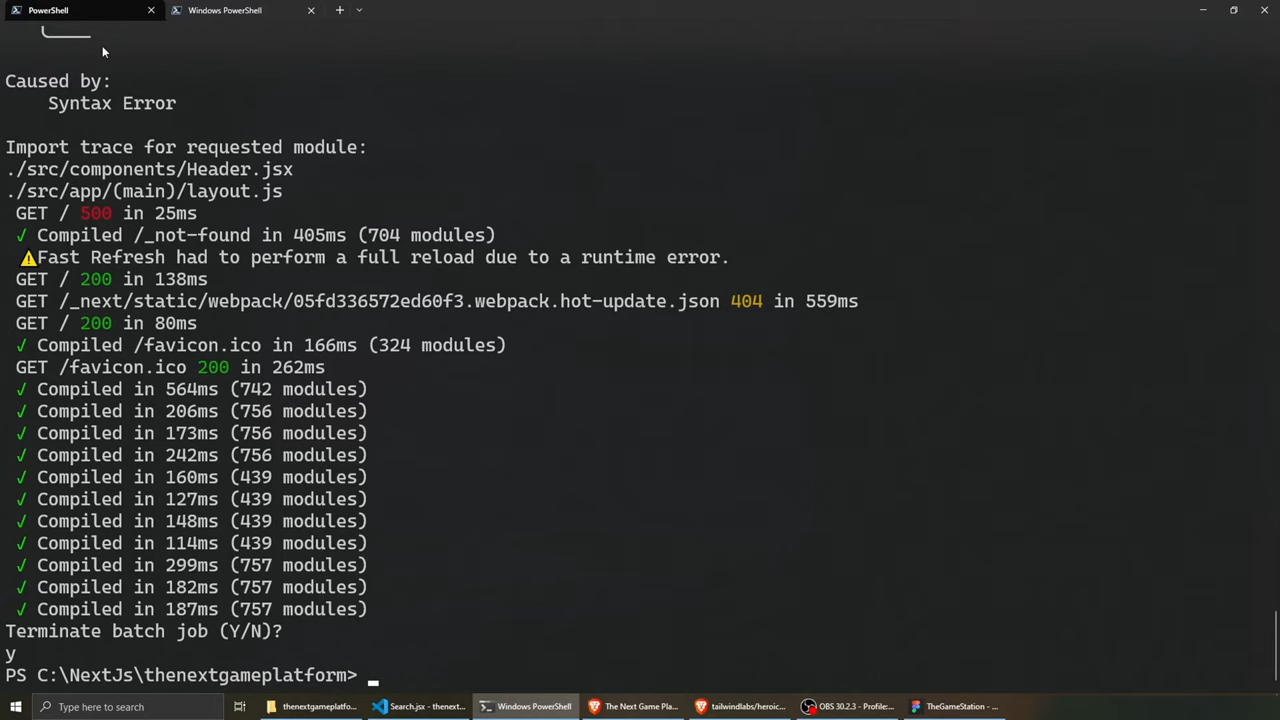 PowerShell
Windows PowerShell
Caused by:
Syntax Error
Import trace for requested module:
./src/components/Header.jsx
./src/app/(main)/layout.js
GET / 500 in 25ms
✓ Compiled /_not-found in 405ms (704 modules)
⚠Fast Refresh had to perform a full reload due to a runtime error.
GET / 200 in 138ms
GET /_next/static/webpack/05fd336572ed60f3.webpack.hot-update.json 404 in 559ms
GET / 200 in 80ms
✓ Compiled /favicon.ico in 166ms (324 modules)
GET /favicon.ico 200 in 262ms
✓ Compiled in 564ms (742 modules)
✓ Compiled in 206ms (756 modules)
✓ Compiled in 173ms (756 modules)
✓ Compiled in 242ms (756 modules)
✓ Compiled in 160ms (439 modules)
✓ Compiled in 127ms (439 modules)
✓ Compiled in 148ms (439 modules)
✓ Compiled in 114ms (439 modules)
✓ Compiled in 299ms (757 modules)
✓ Compiled in 182ms (757 modules)
✓ Compiled in 187ms (757 modules)
Terminate batch job (Y/N)?
y
PS C:\NextJs\thenextgameplatform>
Type here to search
thenextgameplatfo...
Search.jsx - thenext...
Windows PowerShell
The Next Game Pla...
tailwindlabs/heroic...
OBS 30.2.3 - Profile:...
TheGameStation - ...